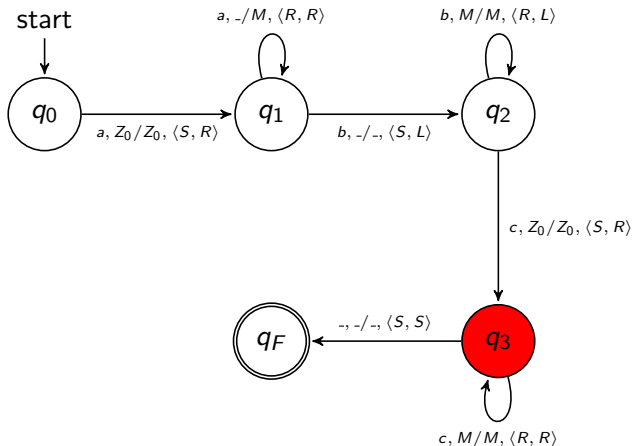 a, _/M, ⟨R, R⟩
b, M/M, ⟨R, L⟩
start
q0
q1
q2
a, Z0/Z0, ⟨S, R⟩
b, _/_, ⟨S, L⟩
c, Z0/Z0, ⟨S, R⟩
qF
_, _/_, ⟨S, S⟩
q3
c, M/M, ⟨R, R⟩